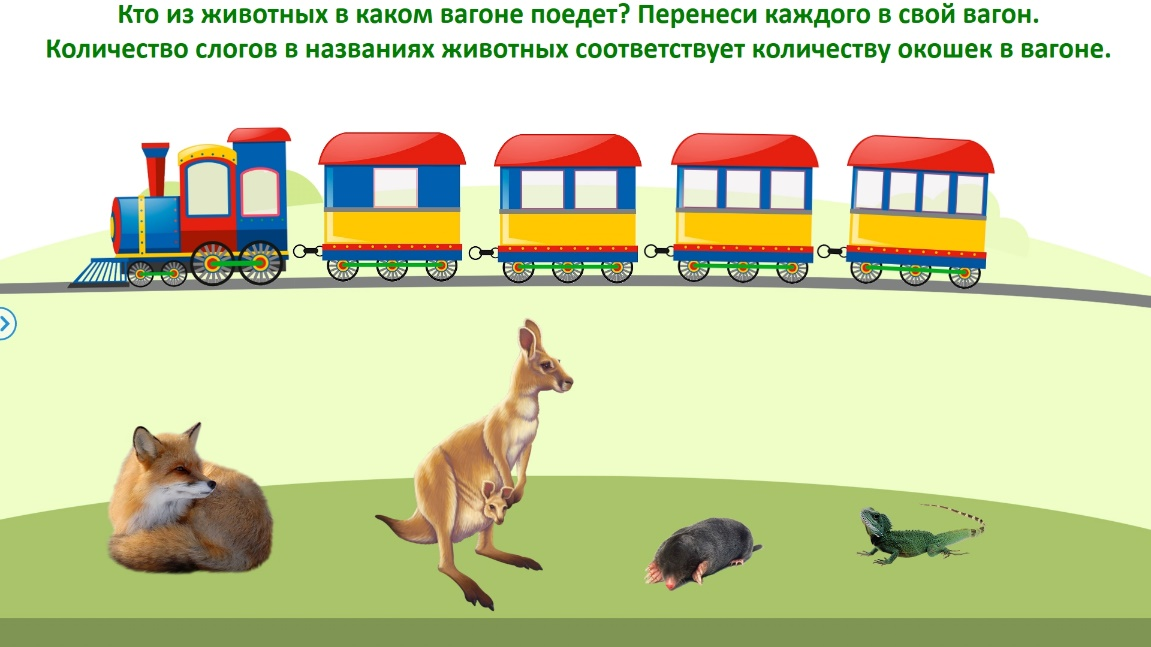 Кто из животных в каком вагоне поедет? Перенеси каждого в свой вагон.
Количество слогов в названиях животных соответствует количеству окошек в вагоне.